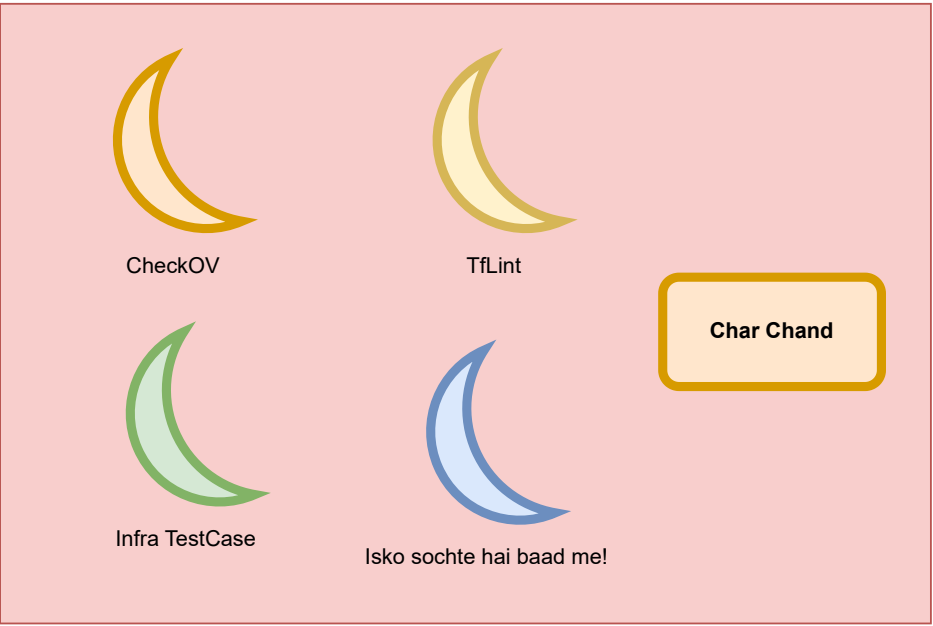 CheckOV
TfLint
Char Chand
Infra TestCase
Isko sochte hai baad me!